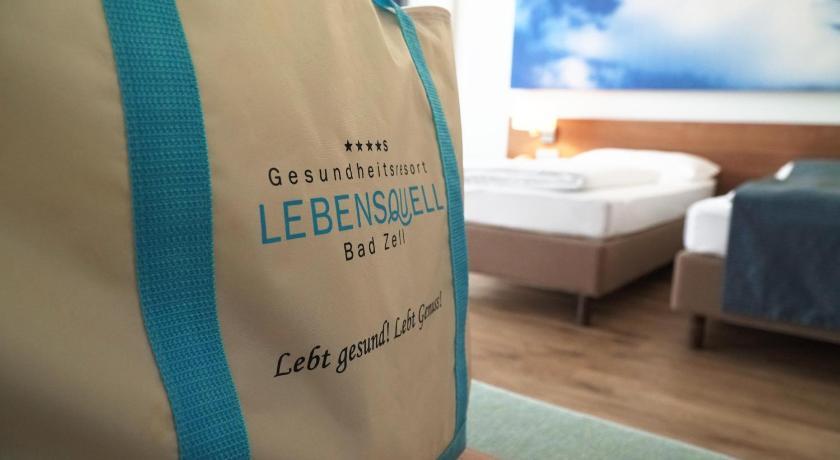 ★★★★S
Gesundheitsresort
LEBENSQUELL
Bad Zell
Lebt gesund! Lebt Genuss!